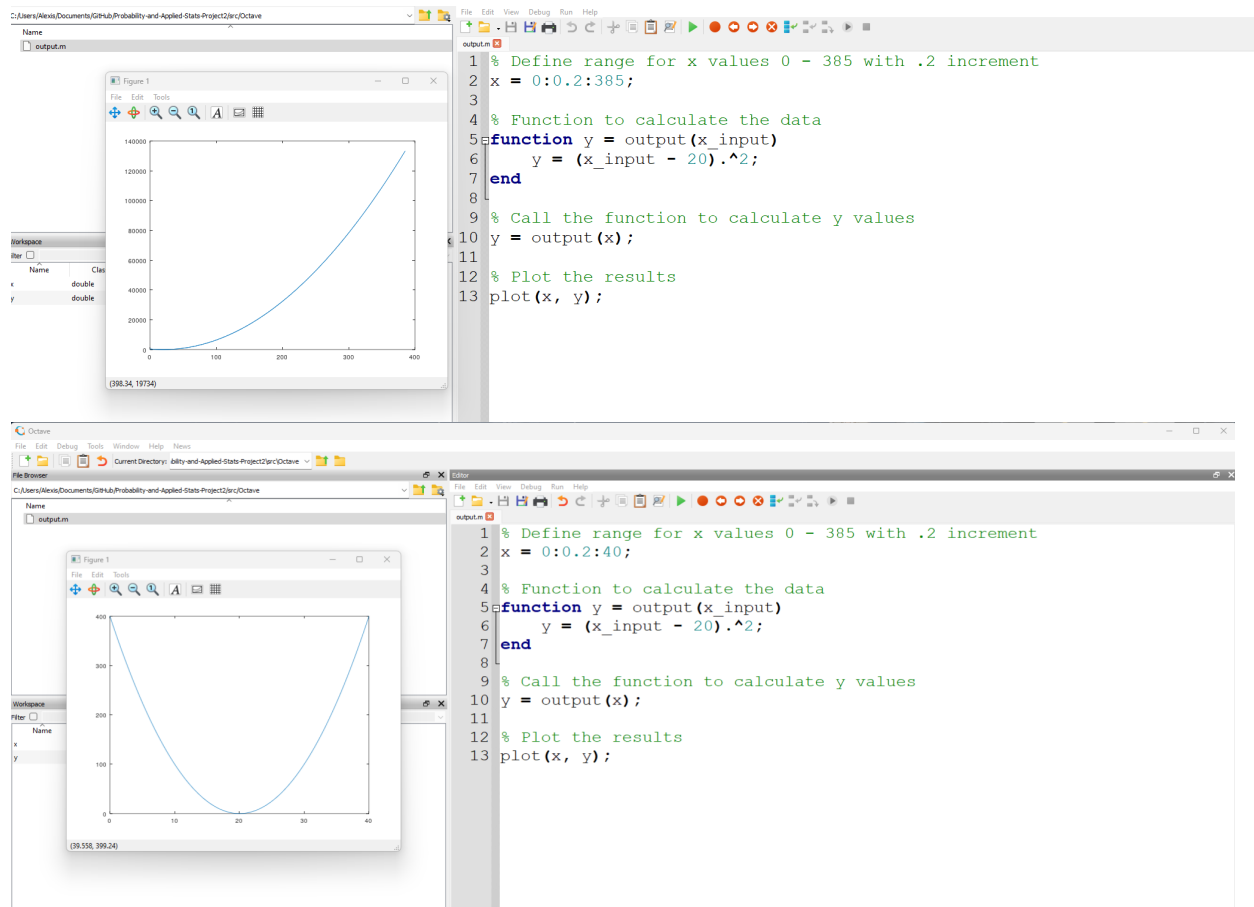 C:/Users/Alexis/Documents/GitHub/Probability-and-Applied-Stats-Project2/src/Octave
Name
output.m
Figure 1
File Edit Tools
A
140000
120000
100000
80000
60000
40000
20000
0
0 100 200 300 400
(398.34, 19734)
Workspace
Name Clas
x double
y double
File Edit View Debug Run Help
output.m
1 % Define range for x values 0 - 385 with .2 increment
2 x = 0:0.2:385;
3
4 % Function to calculate the data
5 function y = output(x_input)
6 y = (x_input - 20).^2;
7 end
8
9 % Call the function to calculate y values
10 y = output(x);
11
12 % Plot the results
13 plot(x, y);
Octave
File Edit Debug Tools Window Help News
Current Directory: ability-and-Applied-Stats-Project2\src\Octave
File Browser
C:/Users/Alexis/Documents/GitHub/Probability-and-Applied-Stats-Project2/src/Octave
Name
output.m
Figure 1
File Edit Tools
A
400
300
200
100
0
0 10 20 30 40
(39.558, 399.24)
Workspace
Filter
Name
x
y
Editor
File Edit View Debug Run Help
output.m
1 % Define range for x values 0 - 385 with .2 increment
2 x = 0:0.2:40;
3
4 % Function to calculate the data
5 function y = output(x_input)
6 y = (x_input - 20).^2;
7 end
8
9 % Call the function to calculate y values
10 y = output(x);
11
12 % Plot the results
13 plot(x, y);